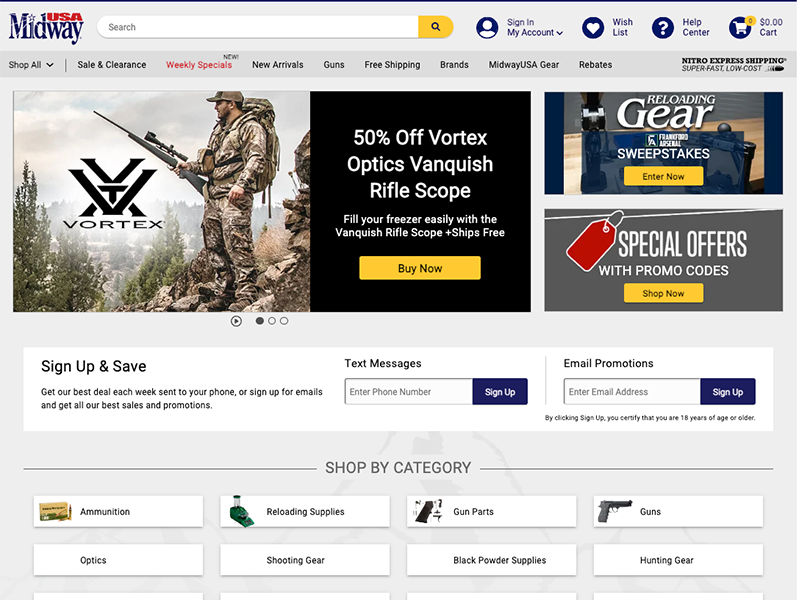 Midway USA
Search
Sign In
My Account
Wish
List
Help
Center
0
$0.00
Cart
Shop All
Sale & Clearance
Weekly Specials
NEW!
New Arrivals
Guns
Free Shipping
Brands
MidwayUSA Gear
Rebates
NITRO EXPRESS SHIPPING®
SUPER-FAST, LOW-COST
VORTEX
50% Off Vortex
Optics Vanquish
Rifle Scope
Fill your freezer easily with the
Vanquish Rifle Scope +Ships Free
Buy Now
RELOADING
Gear
FA
FRANKFORD
ARSENAL
SWEEPSTAKES
Enter Now
SPECIAL OFFERS
WITH PROMO CODES
Shop Now
Sign Up & Save
Get our best deal each week sent to your phone, or sign up for emails
and get all our best sales and promotions.
Text Messages
Enter Phone Number
Sign Up
Email Promotions
Enter Email Address
Sign Up
By clicking Sign Up, you certify that you are 18 years of age or older.
SHOP BY CATEGORY
Ammunition
Reloading Supplies
Gun Parts
Guns
Optics
Shooting Gear
Black Powder Supplies
Hunting Gear